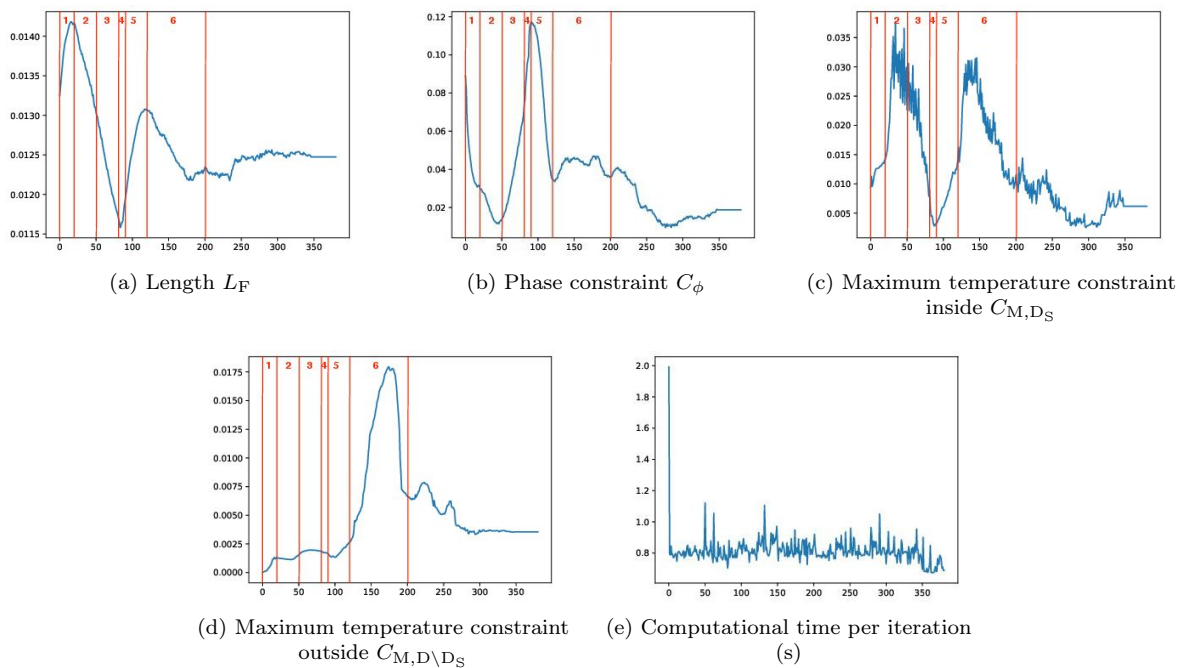 1 2 3 4 5 6
0.0140
0.0135
0.0130
0.0125
0.0120
0.0115
0 50 100 150 200 250 300 350
(a) Length L_F
1 2 3 4 5 6
0.12
0.10
0.08
0.06
0.04
0.02
0 50 100 150 200 250 300 350
(b) Phase constraint C_ϕ
1 2 3 4 5 6
0.035
0.030
0.025
0.020
0.015
0.010
0.005
0 50 100 150 200 250 300 350
(c) Maximum temperature constraint
inside C_{M,D_S}
1 2 3 4 5 6
0.0175
0.0150
0.0125
0.0100
0.0075
0.0050
0.0025
0.0000
0 50 100 150 200 250 300 350
(d) Maximum temperature constraint
outside C_{M,D\D_S}
2.0
1.8
1.6
1.4
1.2
1.0
0.8
0 50 100 150 200 250 300 350
(e) Computational time per iteration
(s)